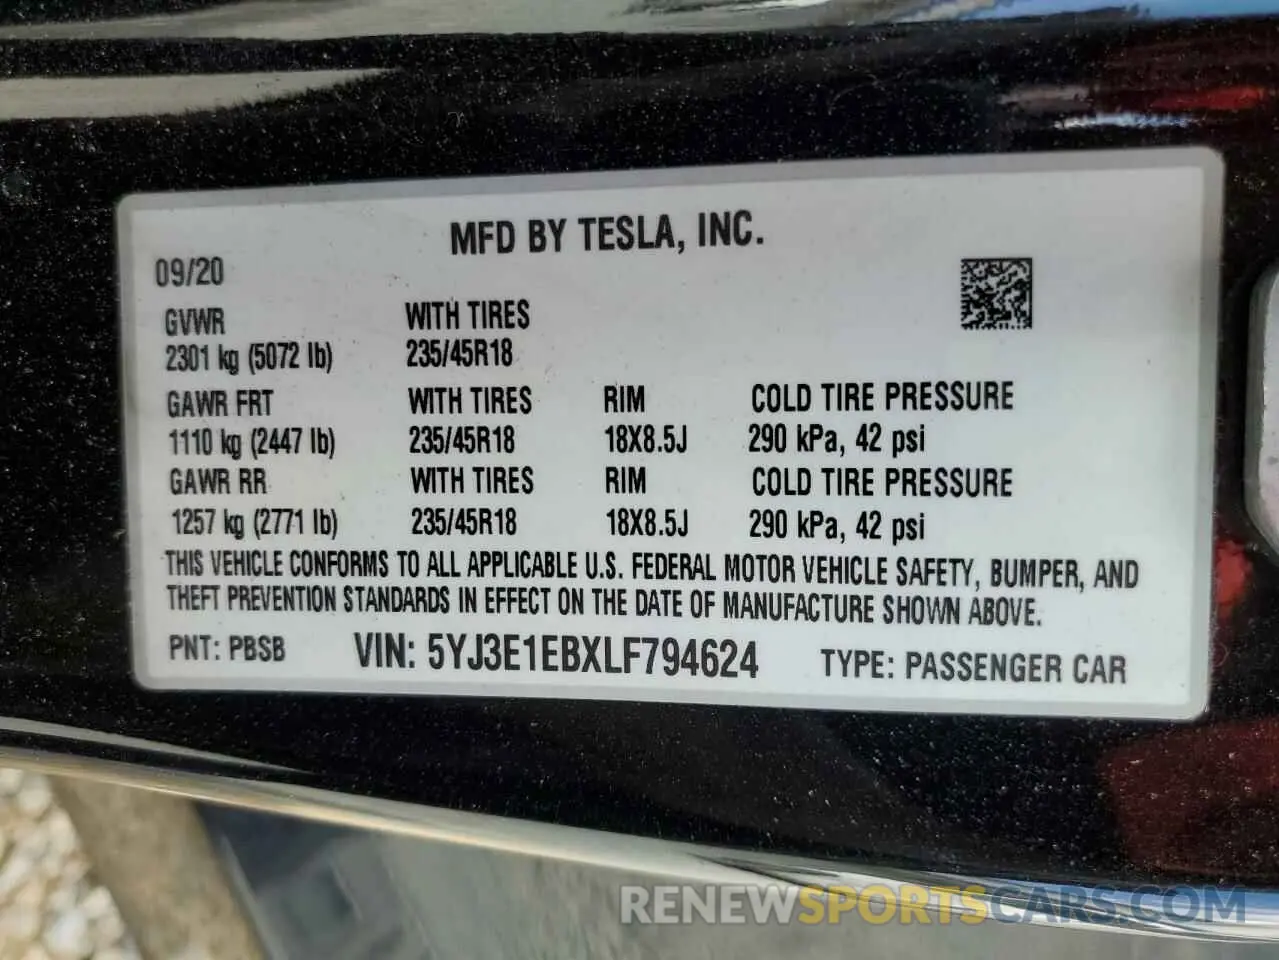 MFD BY TESLA, INC.
09/20
GVWR WITH TIRES
2301 kg (5072 lb) 235/45R18
GAWR FRT WITH TIRES RIM COLD TIRE PRESSURE
1110 kg (2447 lb) 235/45R18 18X8.5J 290 kPa, 42 psi
GAWR RR WITH TIRES RIM COLD TIRE PRESSURE
1257 kg (2771 lb) 235/45R18 18X8.5J 290 kPa, 42 psi
THIS VEHICLE CONFORMS TO ALL APPLICABLE U.S. FEDERAL MOTOR VEHICLE SAFETY, BUMPER, AND
THEFT PREVENTION STANDARDS IN EFFECT ON THE DATE OF MANUFACTURE SHOWN ABOVE.
PNT: PBSB VIN: 5YJ3E1EBXLF794624 TYPE: PASSENGER CAR
RENEWSPORTSCARS.COM